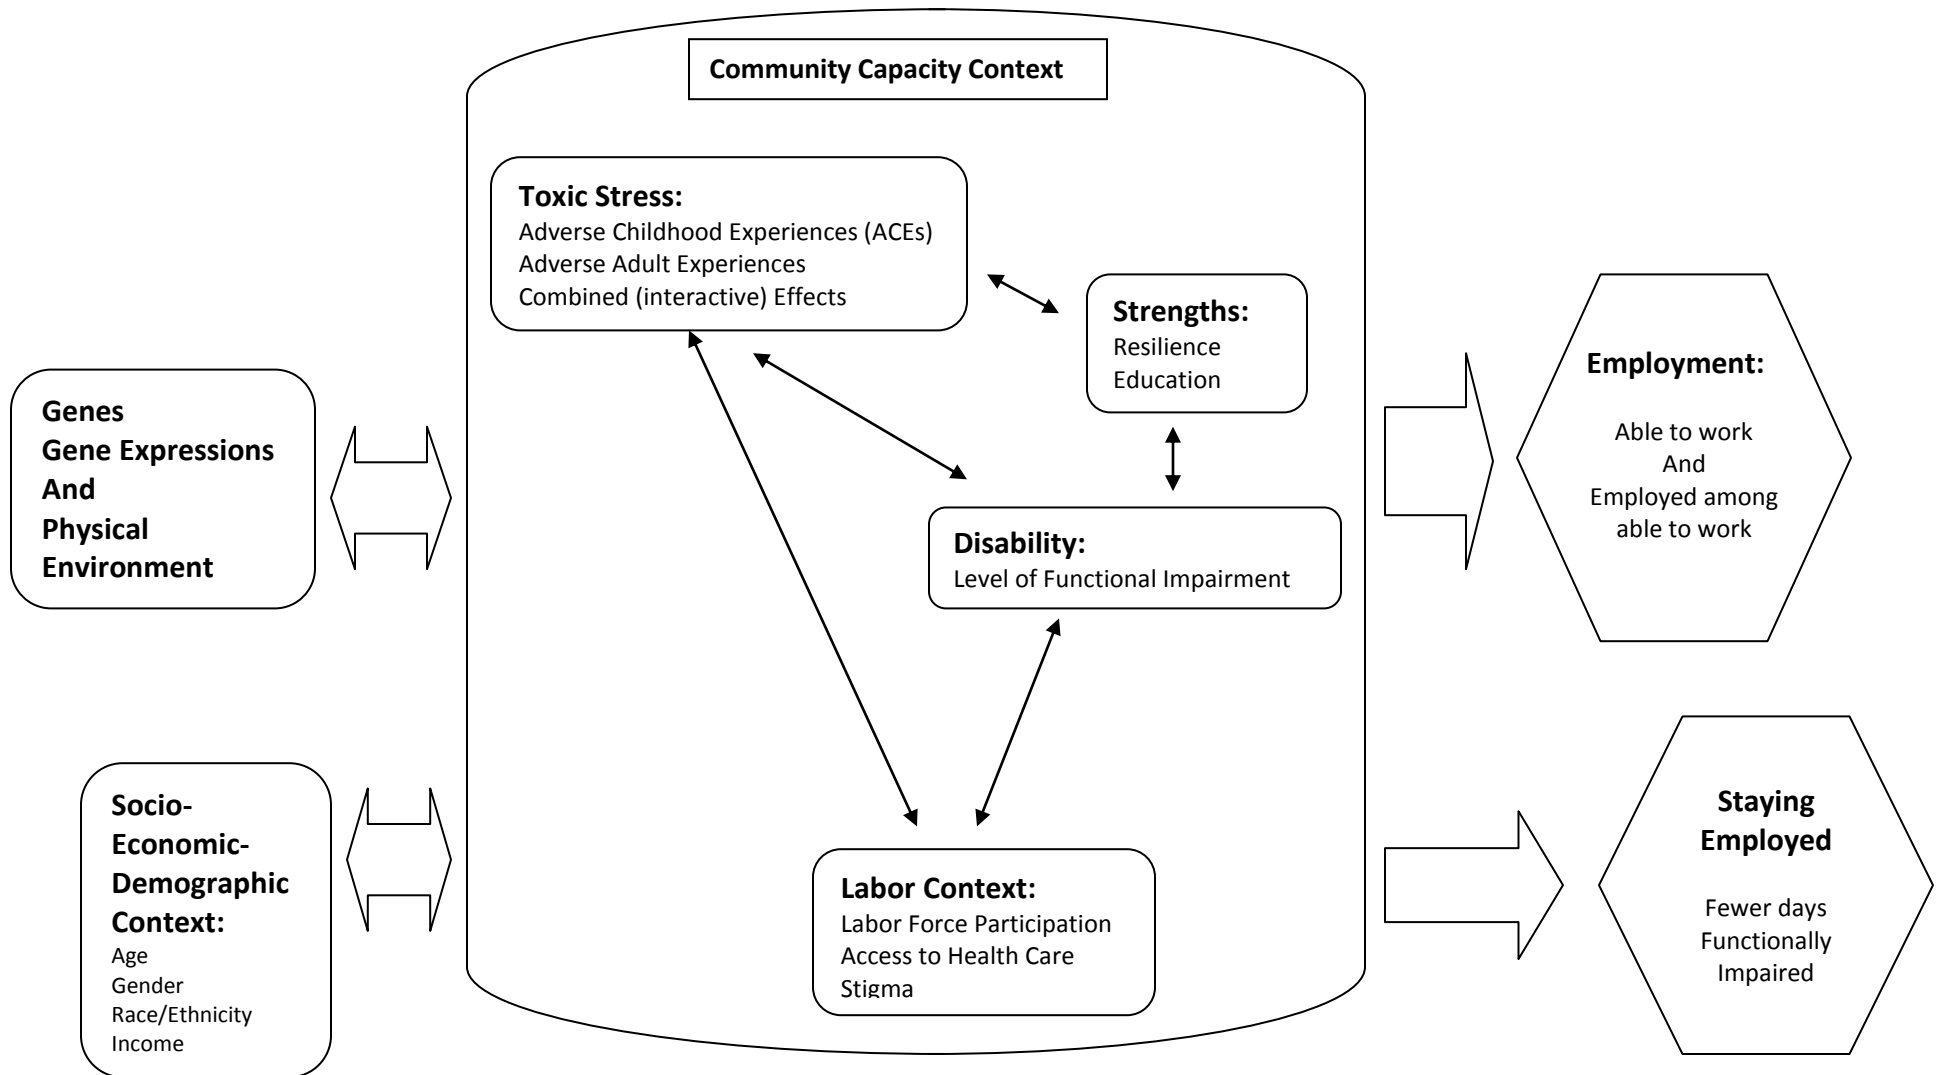 Community Capacity Context
Toxic Stress:
Adverse Childhood Experiences (ACEs)
Adverse Adult Experiences
Combined (interactive) Effects
Strengths:
Resilience
Education
Disability:
Level of Functional Impairment
Labor Context:
Labor Force Participation
Access to Health Care
Stigma
Genes
Gene Expressions
And
Physical
Environment
Socio-
Economic-
Demographic
Context:
Age
Gender
Race/Ethnicity
Income
Employment:
Able to work
And
Employed among
able to work
Staying
Employed
Fewer days
Functionally
Impaired